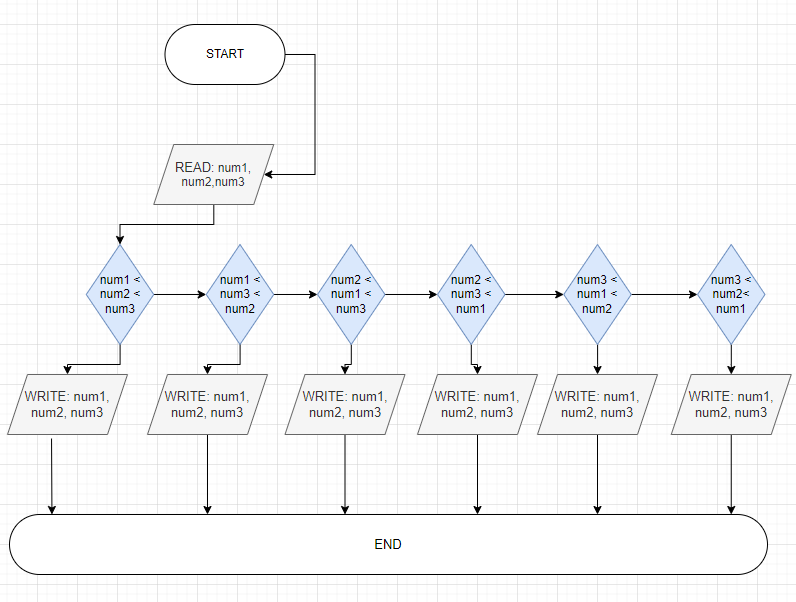 START
READ: num1,
num2,num3
num1 <
num2 <
num3
num1 <
num3 <
num2
num2 <
num1 <
num3
num2 <
num3 <
num1
num3 <
num1 <
num2
num3 <
num2<
num1
WRITE: num1,
num2, num3
WRITE: num1,
num2, num3
WRITE: num1,
num2, num3
WRITE: num1,
num2, num3
WRITE: num1,
num2, num3
WRITE: num1,
num2, num3
END